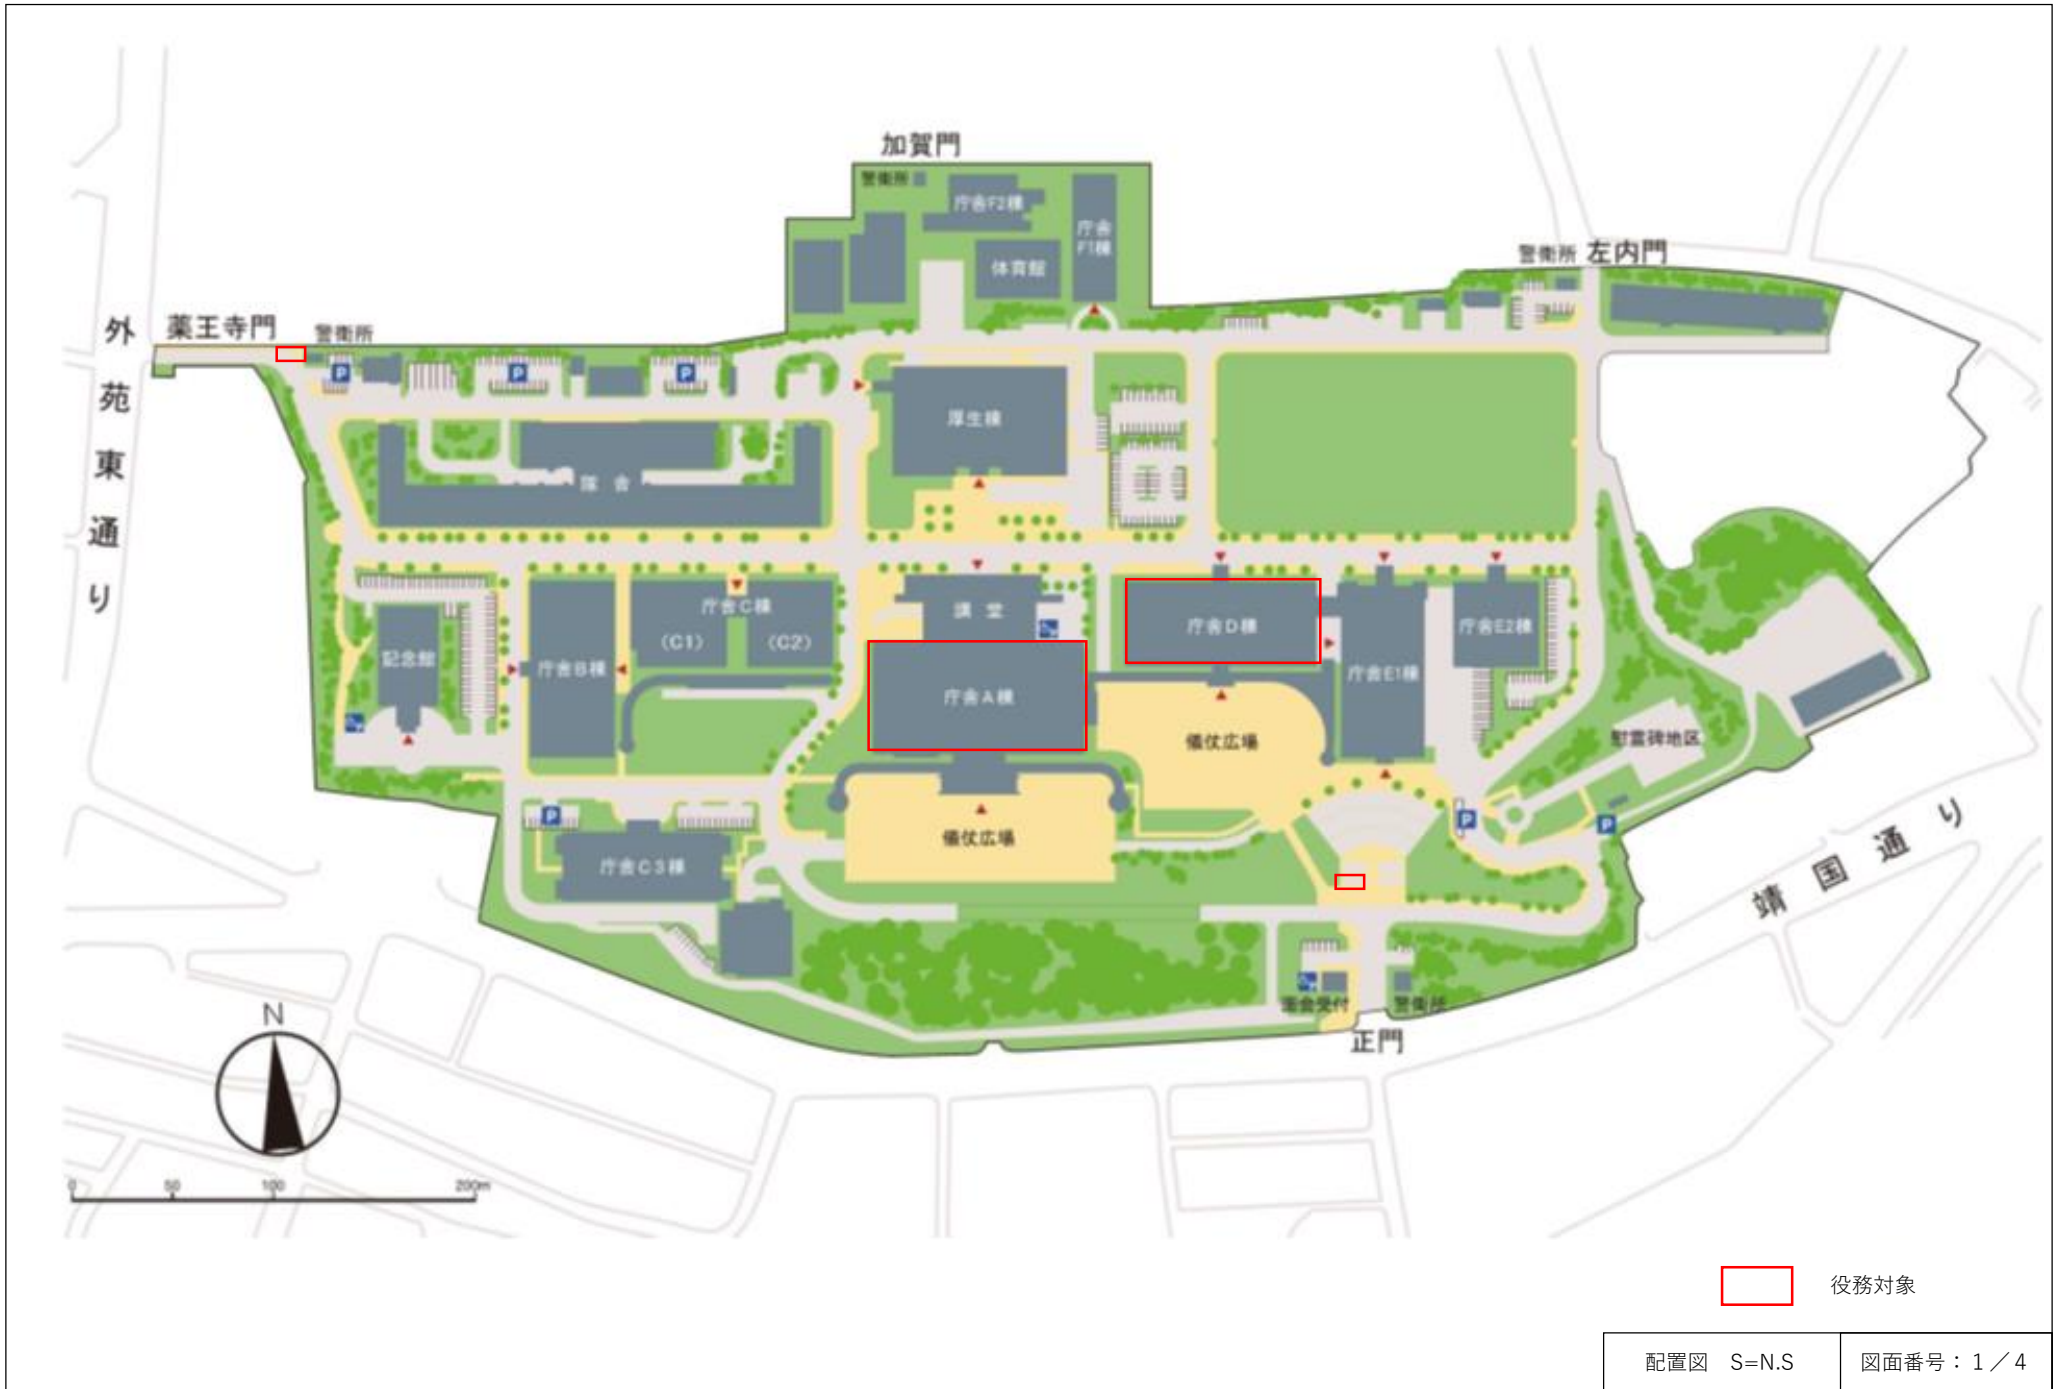 加賀門
警衛所
庁舎F2棟
庁舎
F1棟
体育館
警衛所 左内門
薬王寺門
警衛所
外苑東通り
P
P
P
厚生棟
隊 舎
庁舎C棟
(C1)
(C2)
講 堂
庁舎D棟
庁舎E2棟
記念館
庁舎B棟
庁舎A棟
庁舎E1棟
儀仗広場
慰霊碑地区
P
庁舎C3棟
儀仗広場
P
P
靖国通り
面会受付
警衛所
正門
N
0
50
100
200m
役務対象
配置図 S=N.S
図面番号：1／4